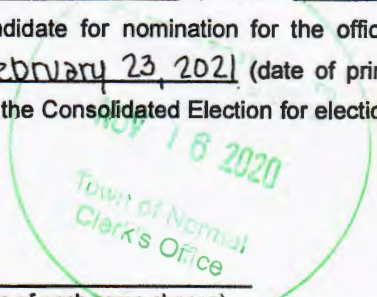 ndidate for nomination for the offic
ebruary 23, 2021 (date of prin
the Consolidated Election for electio
NOV 16 2020
Town of Normal
Clerk's Office